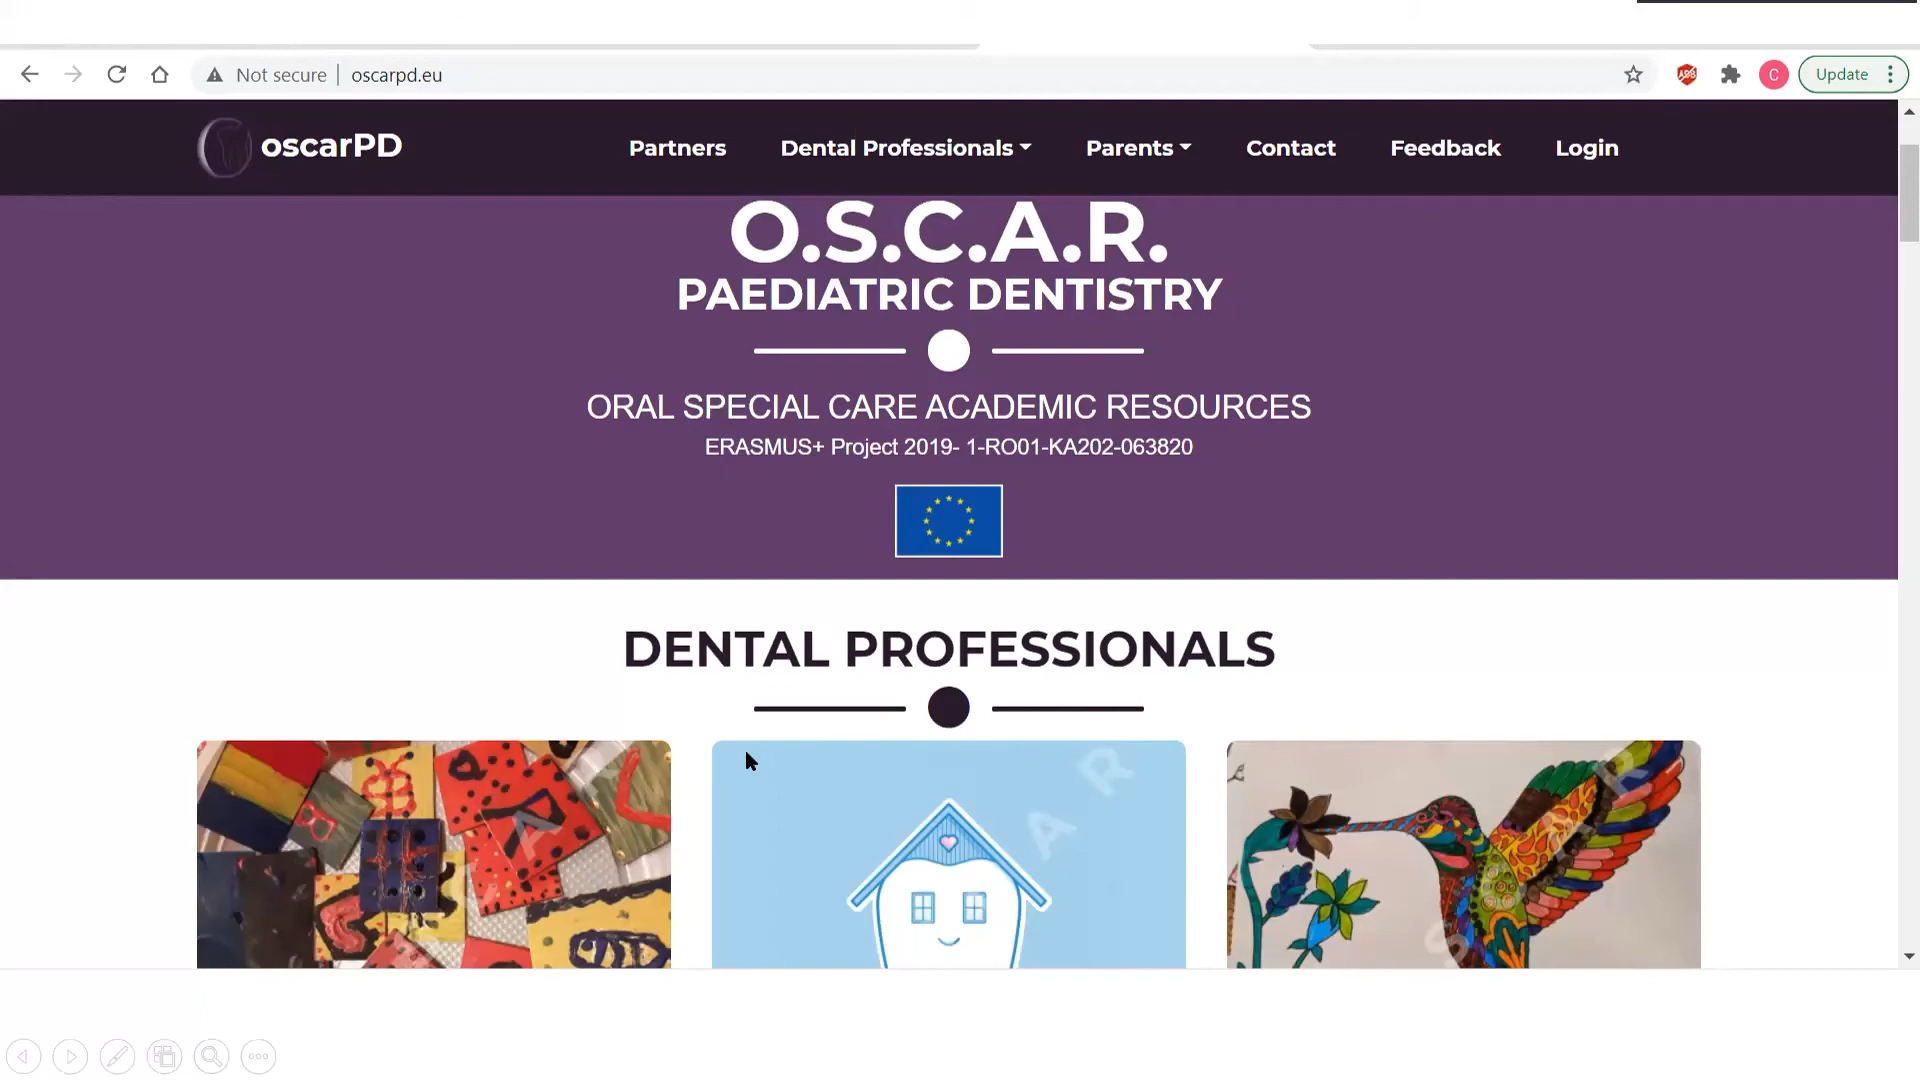 Not secure oscarpd.eu
Update
oscarPD
Partners Dental Professionals Parents Contact Feedback Login
O.S.C.A.R.
PAEDIATRIC DENTISTRY
ORAL SPECIAL CARE ACADEMIC RESOURCES
ERASMUS+ Project 2019- 1-RO01-KA202-063820
DENTAL PROFESSIONALS